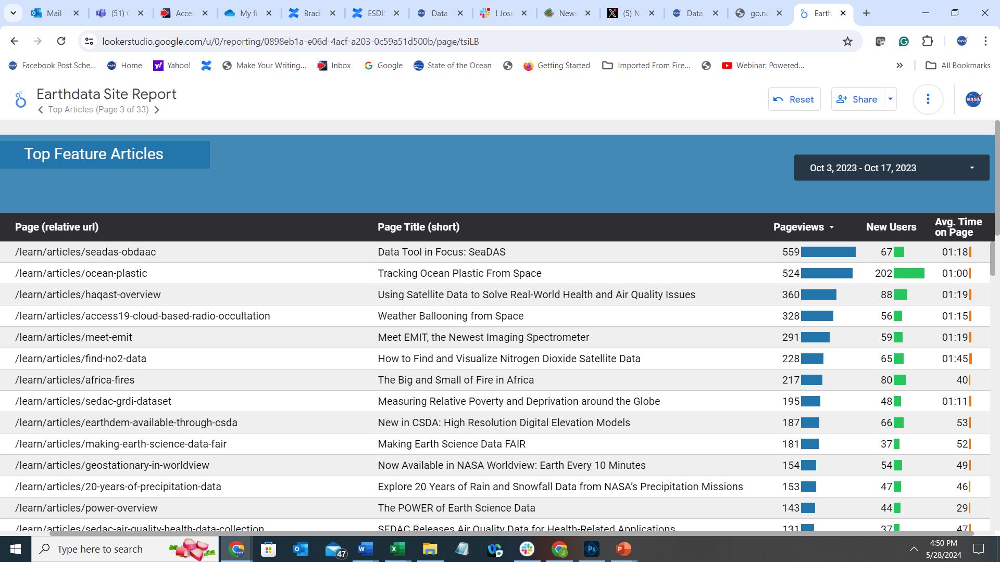 Mail
(51) C
Acces
My fi
Braci
ESDIS
Data
! Jose
News
(5) N
Data
go.na
Earth
lookerstudio.google.com/u/0/reporting/0898eb1a-e06d-4acf-a203-0c59a51d500b/page/tsiLB
Facebook Post Sche... Home Yahoo! Make Your Writing... Inbox Google State of the Ocean Getting Started Imported From Fire... Webinar: Powered... » All Bookmarks
Earthdata Site Report
Top Articles (Page 3 of 33)
Reset Share NASA
Top Feature Articles
Oct 3, 2023 - Oct 17, 2023
Page (relative url) Page Title (short) Pageviews New Users Avg. Time on Page
/learn/articles/seadas-obdaac Data Tool in Focus: SeaDAS 559 67 01:18
/learn/articles/ocean-plastic Tracking Ocean Plastic From Space 524 202 01:00
/learn/articles/haqast-overview Using Satellite Data to Solve Real-World Health and Air Quality Issues 360 88 01:19
/learn/articles/access19-cloud-based-radio-occultation Weather Ballooning from Space 328 56 01:15
/learn/articles/meet-emit Meet EMIT, the Newest Imaging Spectrometer 291 59 01:19
/learn/articles/find-no2-data How to Find and Visualize Nitrogen Dioxide Satellite Data 228 65 01:45
/learn/articles/africa-fires The Big and Small of Fire in Africa 217 80 40
/learn/articles/sedac-grdi-dataset Measuring Relative Poverty and Deprivation around the Globe 195 48 01:11
/learn/articles/earthdem-available-through-csda New in CSDA: High Resolution Digital Elevation Models 187 66 53
/learn/articles/making-earth-science-data-fair Making Earth Science Data FAIR 181 37 52
/learn/articles/geostationary-in-worldview Now Available in NASA Worldview: Earth Every 10 Minutes 154 54 49
/learn/articles/20-years-of-precipitation-data Explore 20 Years of Rain and Snowfall Data from NASA’s Precipitation Missions 153 47 46
/learn/articles/power-overview The POWER of Earth Science Data 143 44 29
/learn/articles/sedac-air-quality-health-data-collection SEDAC Releases Air Quality Data for Health-Related Applications 131 37 47
Type here to search
47
4:50 PM
5/28/2024